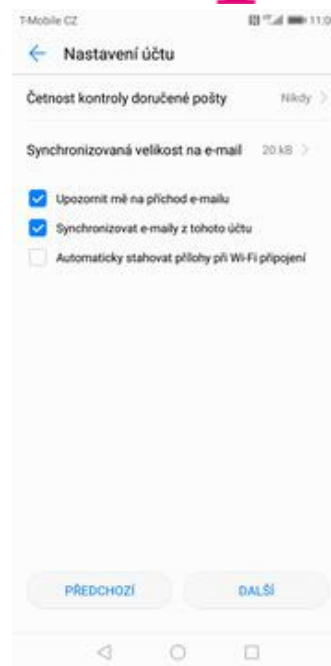 T-Mobile CZ 11:0
Nastavení účtu
Četnost kontroly doručené pošty Nikdy
Synchronizovaná velikost na e-mail 20 kB
Upozornit mě na příchod e-mailu
Synchronizovat e-maily z tohoto účtu
Automaticky stahovat přílohy při Wi-Fi připojení
PŘEDCHOZÍ DALŠÍ